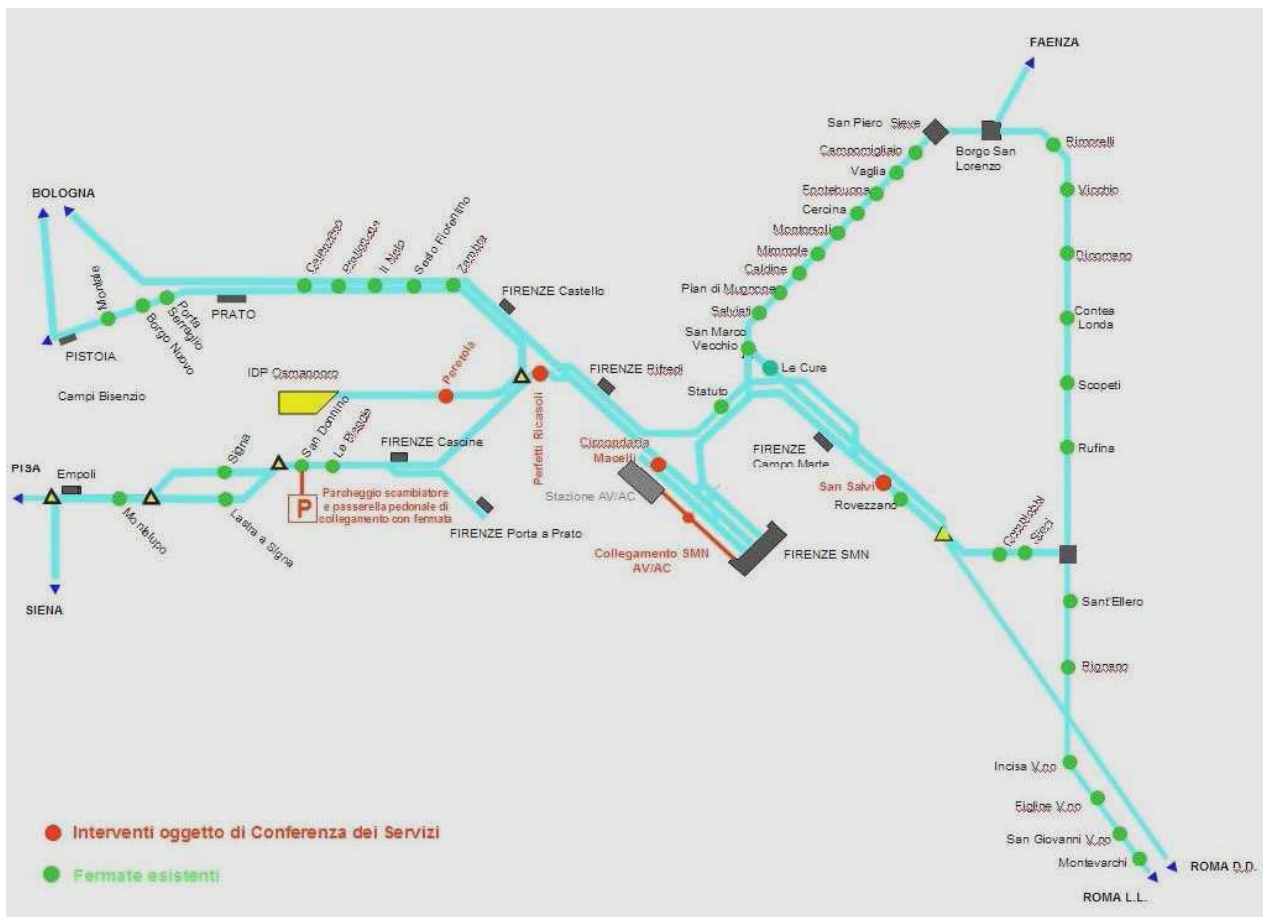 FAENZA
San Piero Sieve
Borgo San
Lorenzo
Rimorelli
Campomigliaio
Vaglia
Vicchio
Fontebuona
Cercina
Montorsoli
Mimmole
Dicomano
Caldine
Pian di Mugnone
Salviati
Contea
Londa
San Marco
Vecchio
Le Cure
Scopeti
Statuto
Rufina
BOLOGNA
Calenzano
Pratignone
Il Neto
Sesto Fiorentino
Zambra
FIRENZE Castello
Montale
Borgo Nuovo
Porta
Serraglio
PRATO
PISTOIA
IDP Osmannoro
Peretola
FIRENZE Rifredi
Campi Bisenzio
Perfetti Ricasoli
San Donnino
Le Piagge
FIRENZE Cascine
Signa
PISA
Empoli
Montelupo
Lastra a Signa
P
Parcheggio scambiatore
e passerella pedonale di
collegamento con fermata
FIRENZE Porta a Prato
SIENA
Circondaria
Macelli
Stazione AV/AC
Collegamento SMN
AV/AC
FIRENZE SMN
FIRENZE
Campo Marte
San Salvi
Rovezzano
Compiobbi
Sieci
Sant'Ellero
Rignano
Incisa V.no
Figline V.no
San Giovanni V.no
Montevarchi
ROMA D.D.
ROMA L.L.
Interventi oggetto di Conferenza dei Servizi
Fermate esistenti